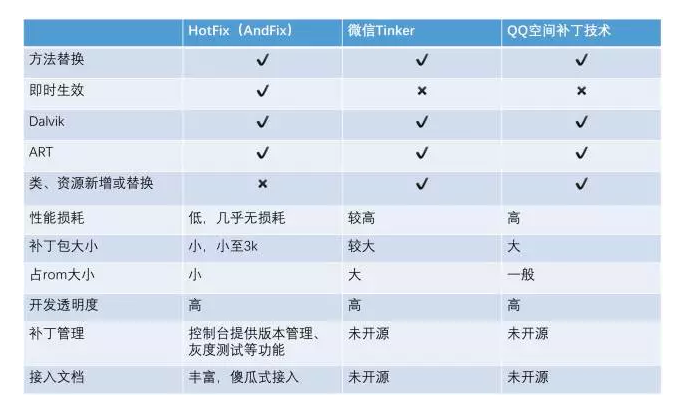 HotFix（AndFix） 微信Tinker QQ空间补丁技术
方法替换 ✔ ✔ ✔
即时生效 ✔ ✖ ✖
Dalvik ✔ ✔ ✔
ART ✔ ✔ ✔
类、资源新增或替换 ✖ ✔ ✔
性能损耗 低，几乎无损耗 较高 高
补丁包大小 小，小至3k 较大 大
占rom大小 小 大 一般
开发透明度 高 高 高
补丁管理 控制台提供版本管理、 未开源 未开源
灰度测试等功能
接入文档 丰富，傻瓜式接入 未开源 未开源